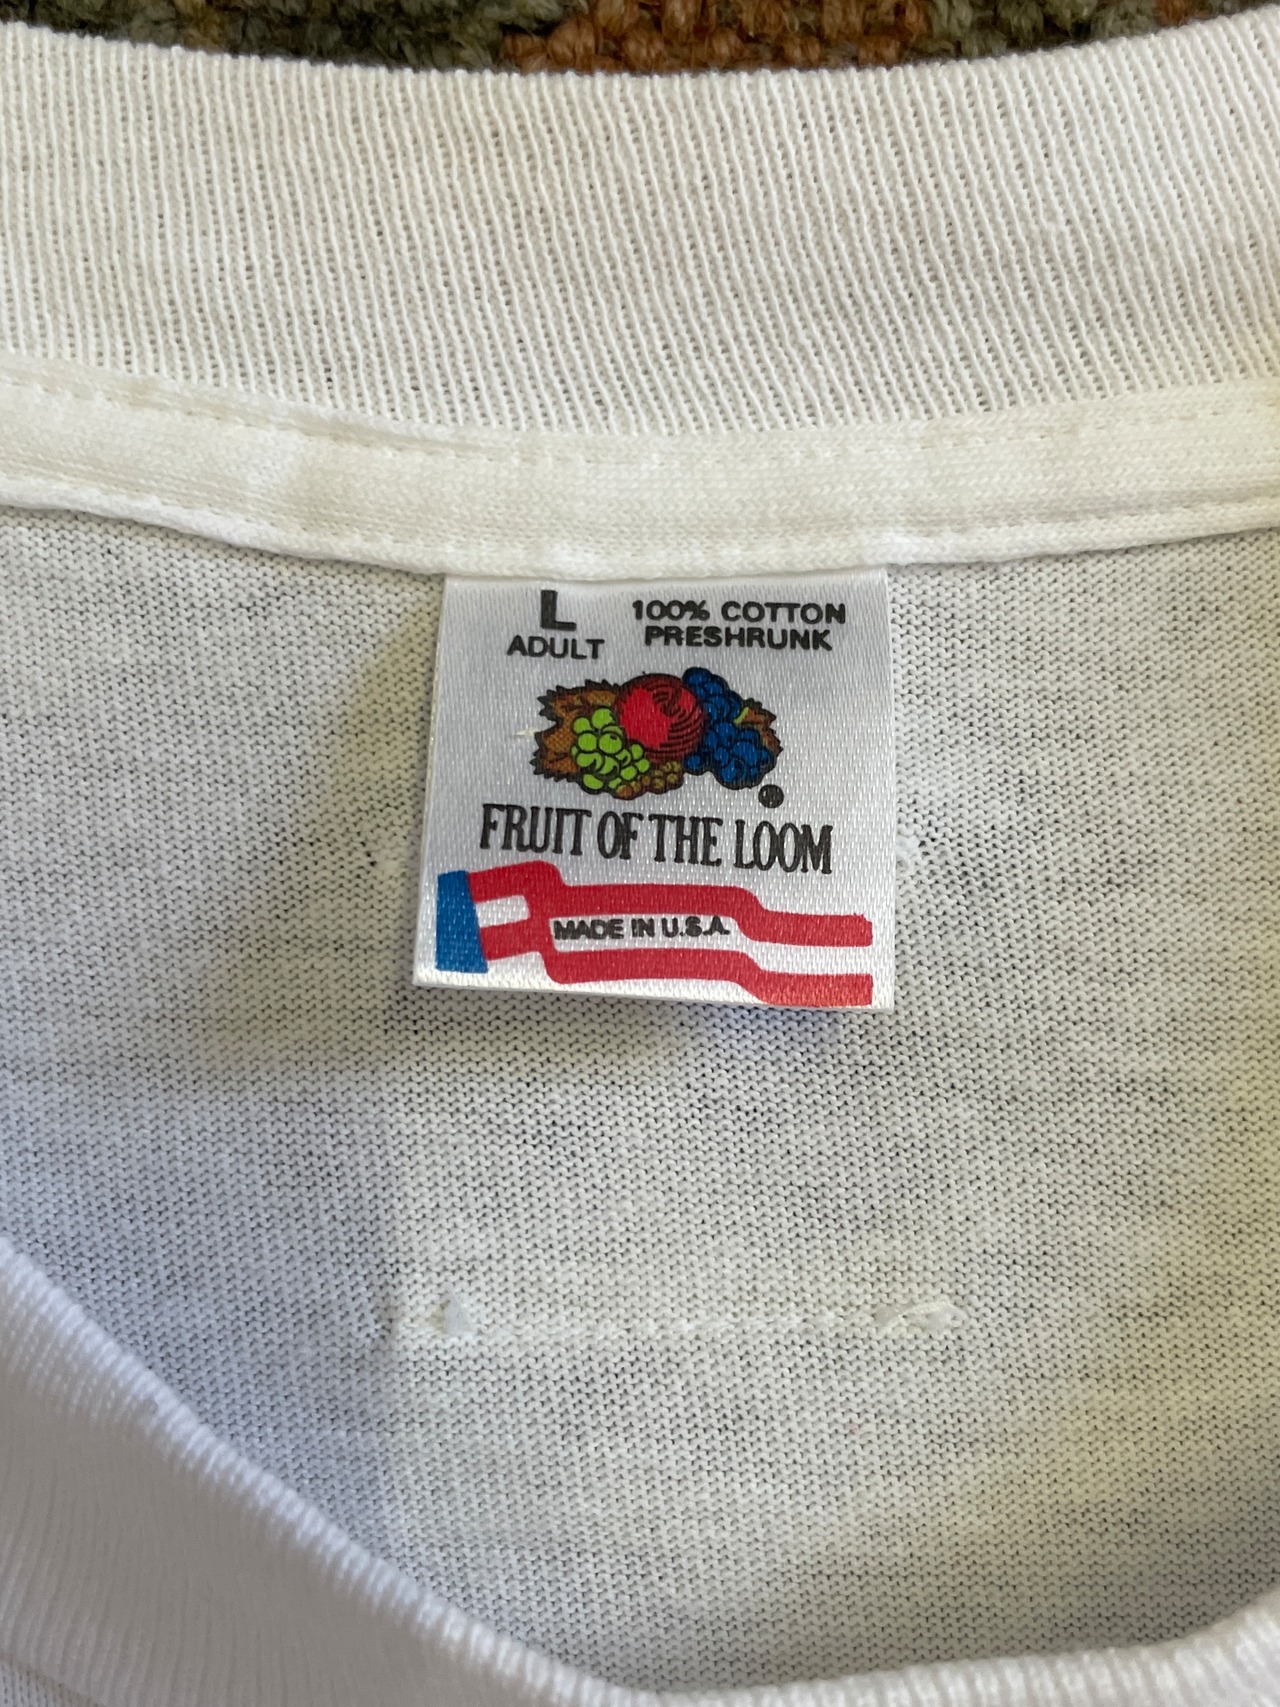 L
ADULT
100% COTTON
PRESHRUNK
®
FRUIT OF THE LOOM
MADE IN U.S.A.